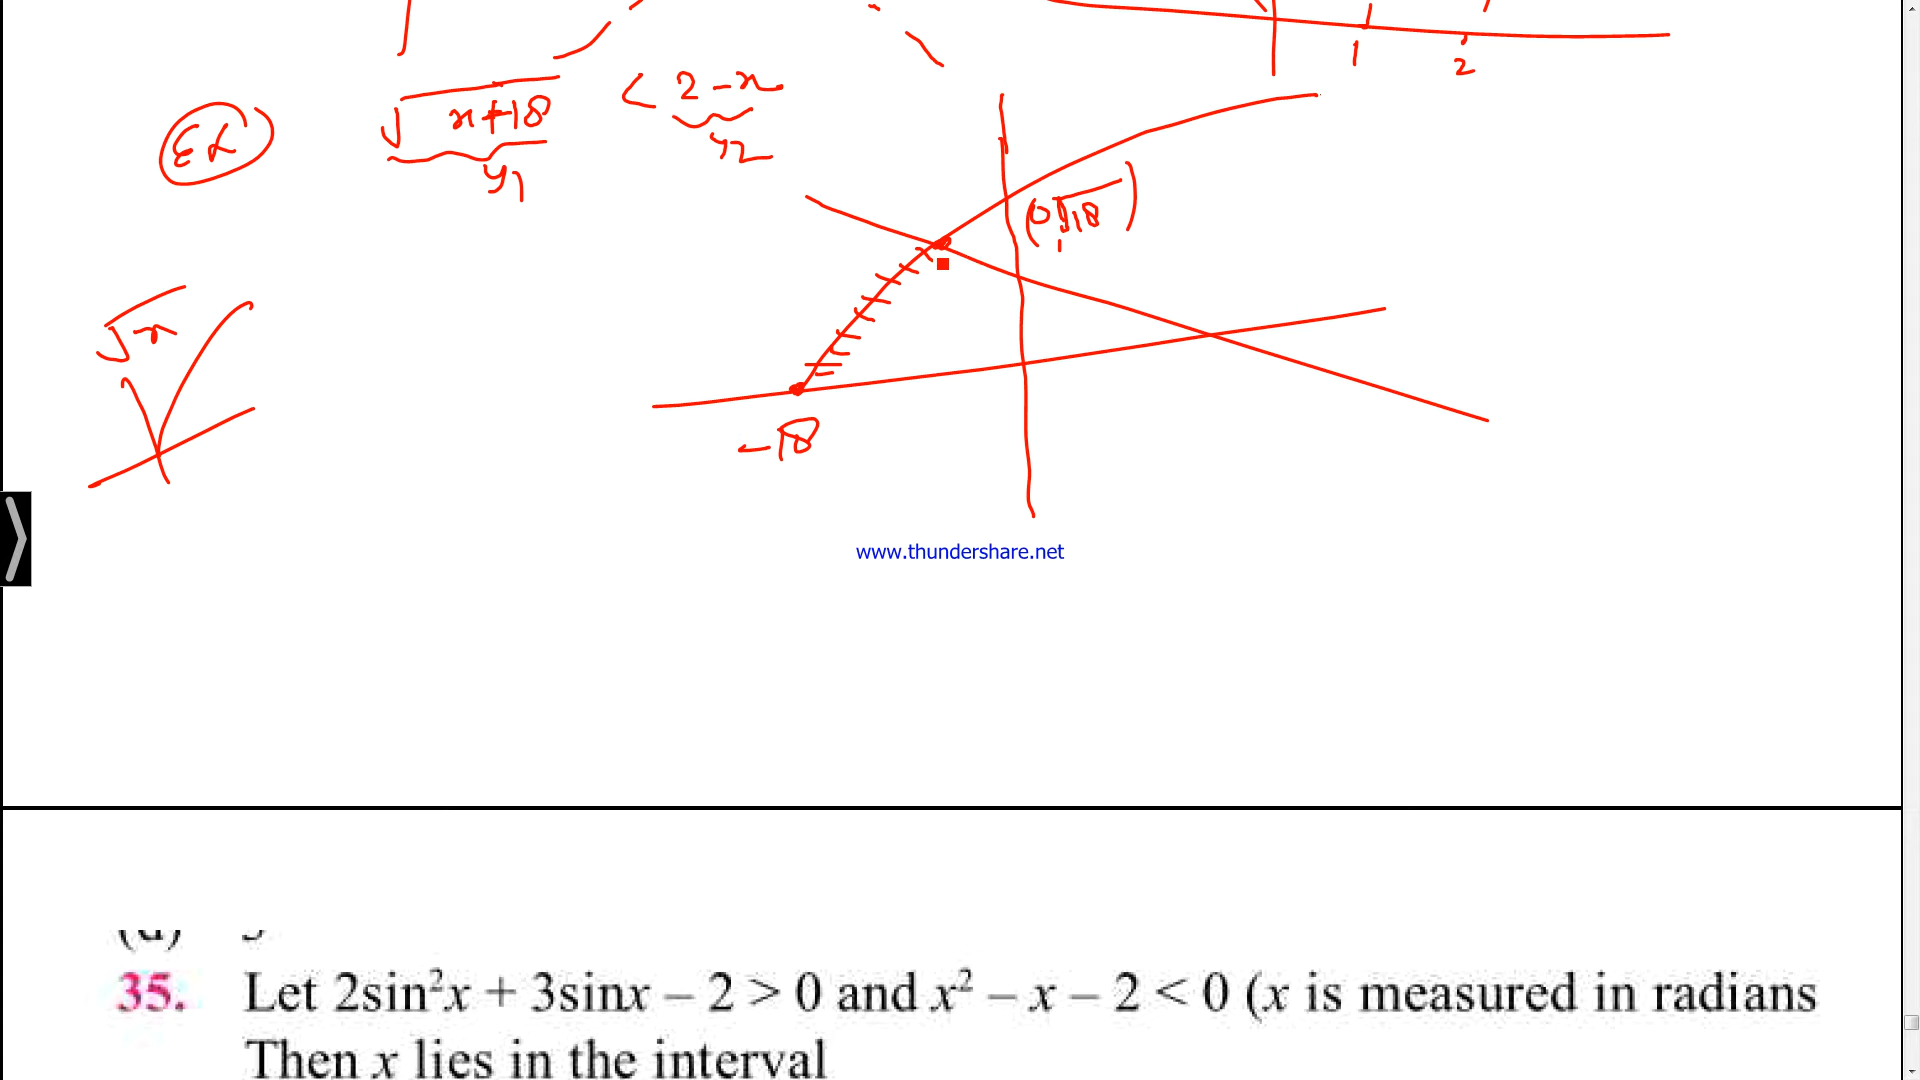 1
2
Ex
√x+18 < 2-x
y1
y2
(0, √18)
√x
-18
www.thundershare.net
35. Let 2sin²x + 3sinx – 2 > 0 and x² – x – 2 < 0 (x is measured in radians
Then x lies in the interval